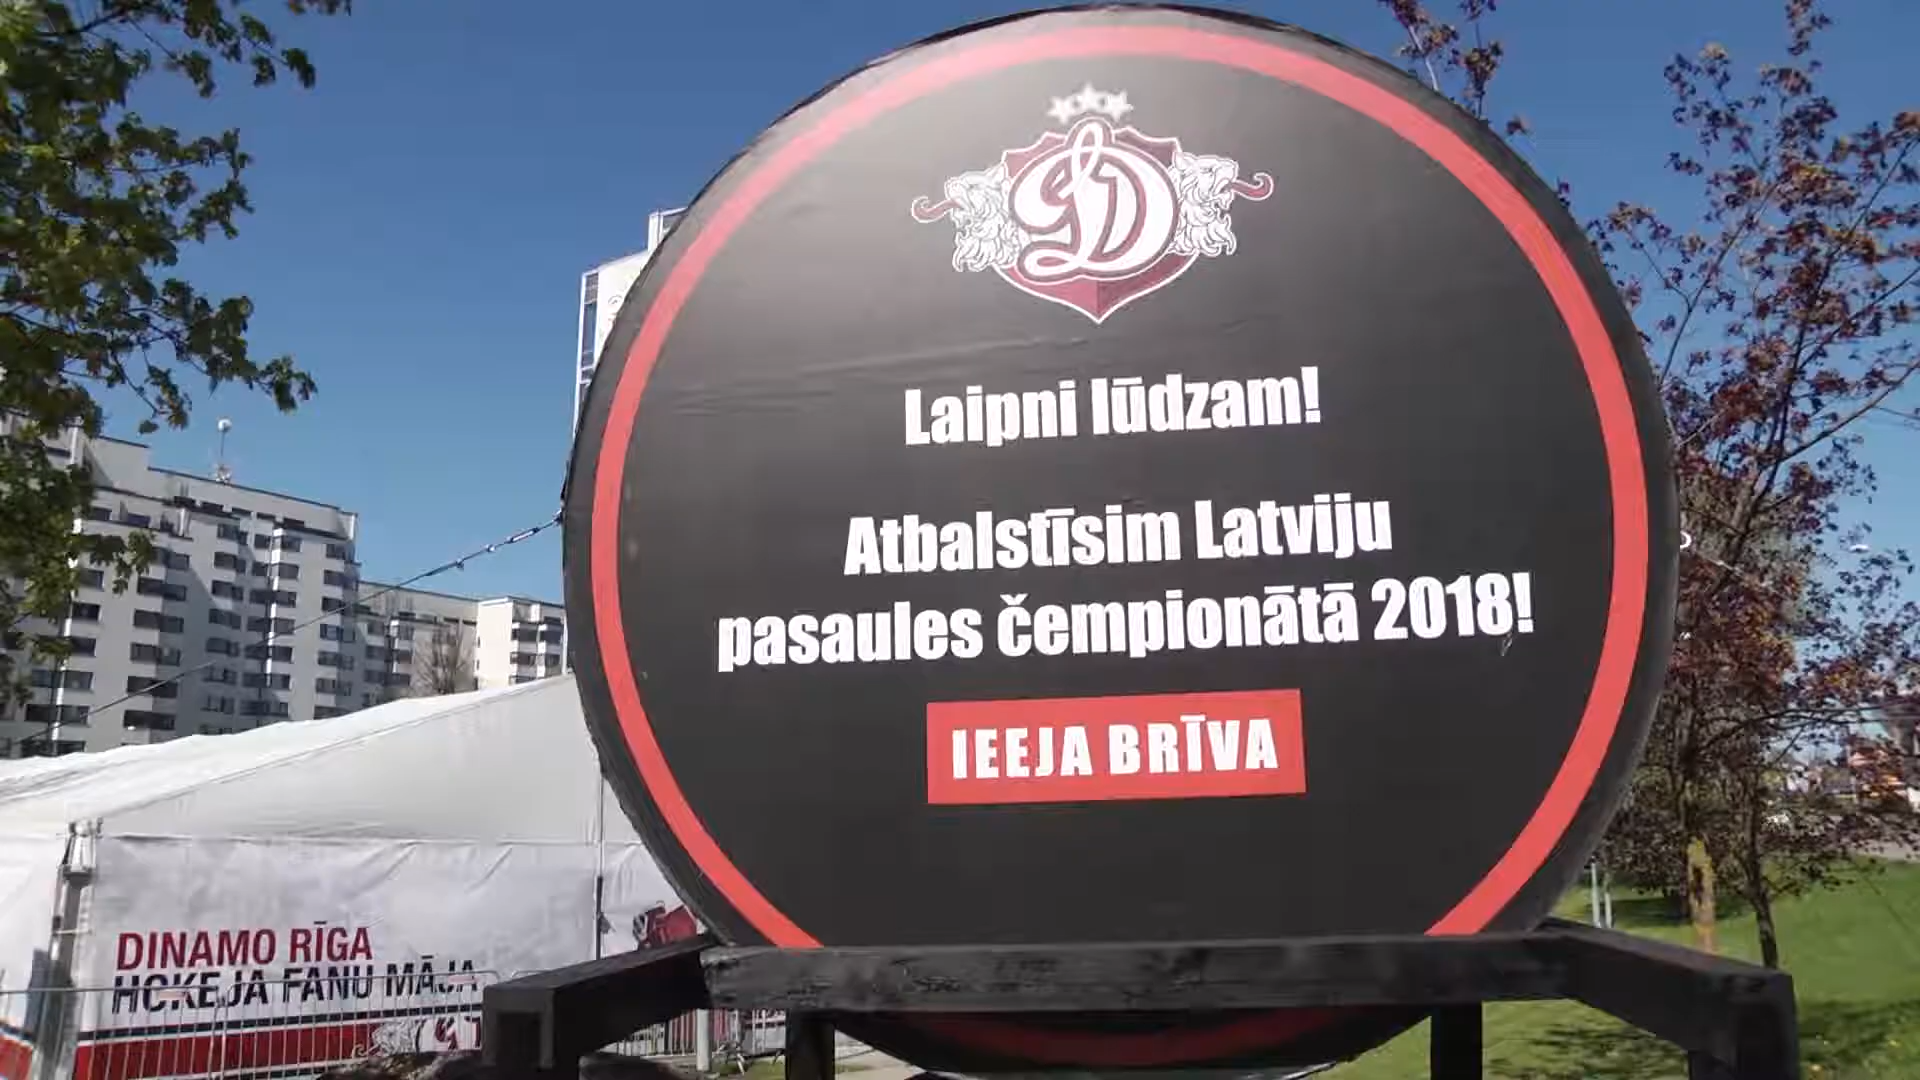 Laipni lūdzam!
Atbalstīsim Latviju
pasaules čempionātā 2018!
IEEJA BRĪVA
DINAMO RĪGA
HOKEJA FANU MĀJA